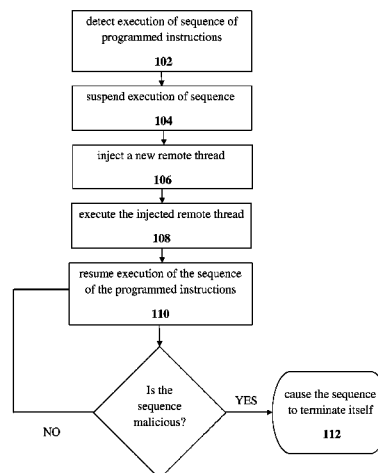 detect execution of sequence of
programmed instructions
102
suspend execution of sequence
104
inject a new remote thread
106
execute the injected remote thread
108
resume execution of the sequence
of the programmed instructions
110
Is the
sequence
malicious?
YES
NO
cause the sequence
to terminate itself
112